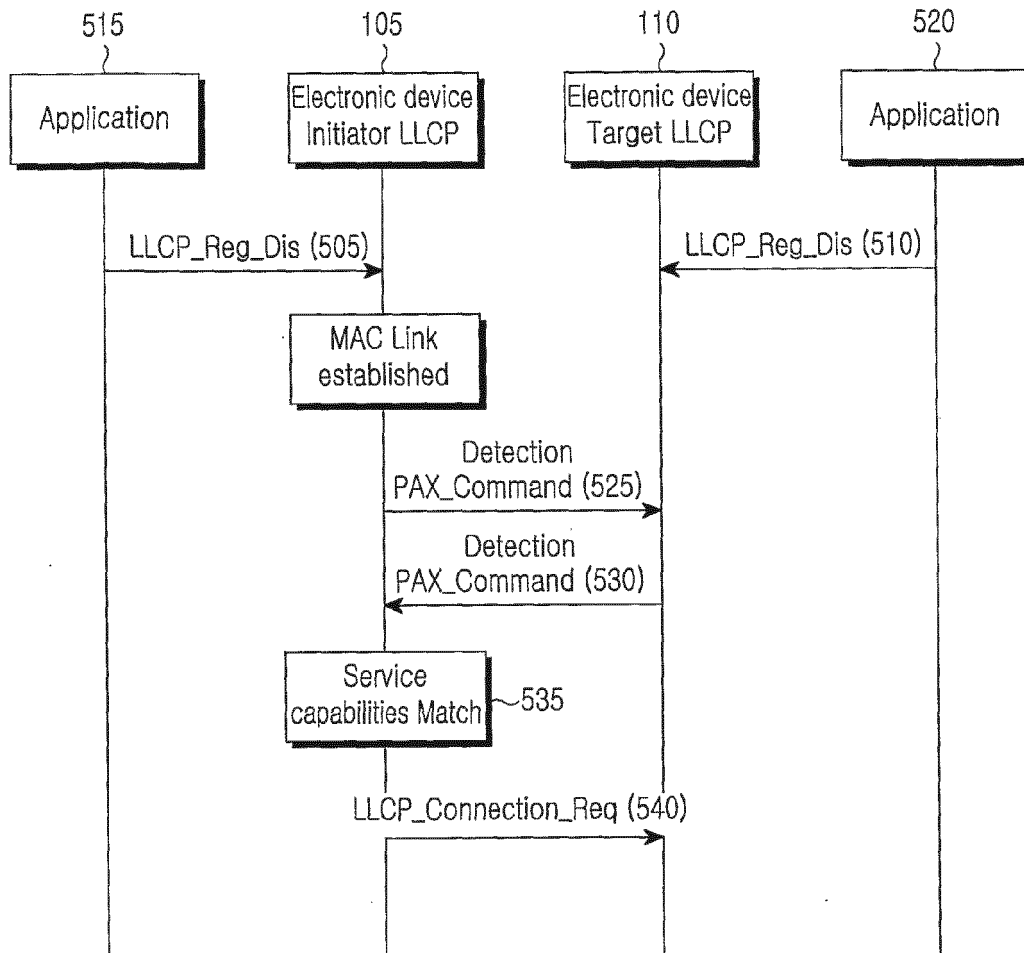 515
105
110
520
Application
Electronic device
Initiator LLCP
Electronic device
Target LLCP
Application
LLCP_Reg_Dis (505)
LLCP_Reg_Dis (510)
MAC Link
established
Detection
PAX_Command (525)
Detection
PAX_Command (530)
Service
capabilities Match
535
LLCP_Connection_Req (540)